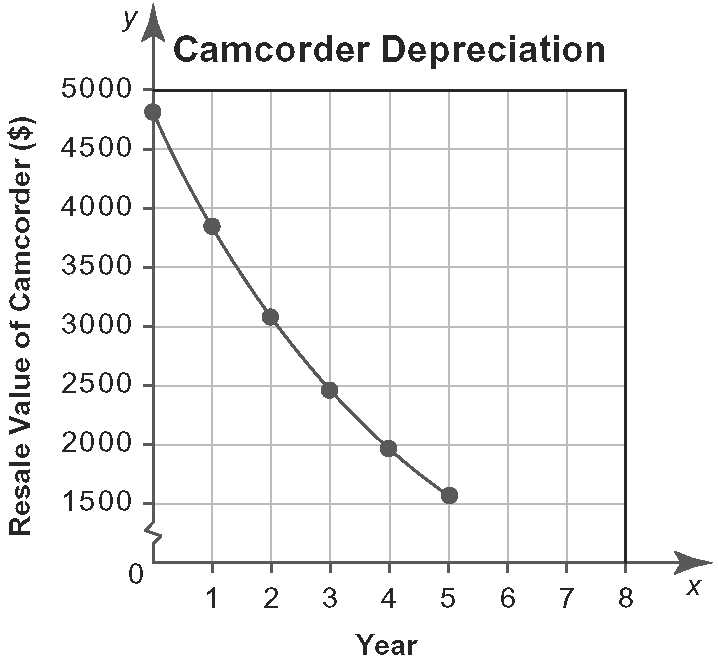 y
Camcorder Depreciation
Resale Value of Camcorder ($)
5000
4500
4000
3500
3000
2500
2000
1500
0
1 2 3 4 5 6 7 8
x
Year